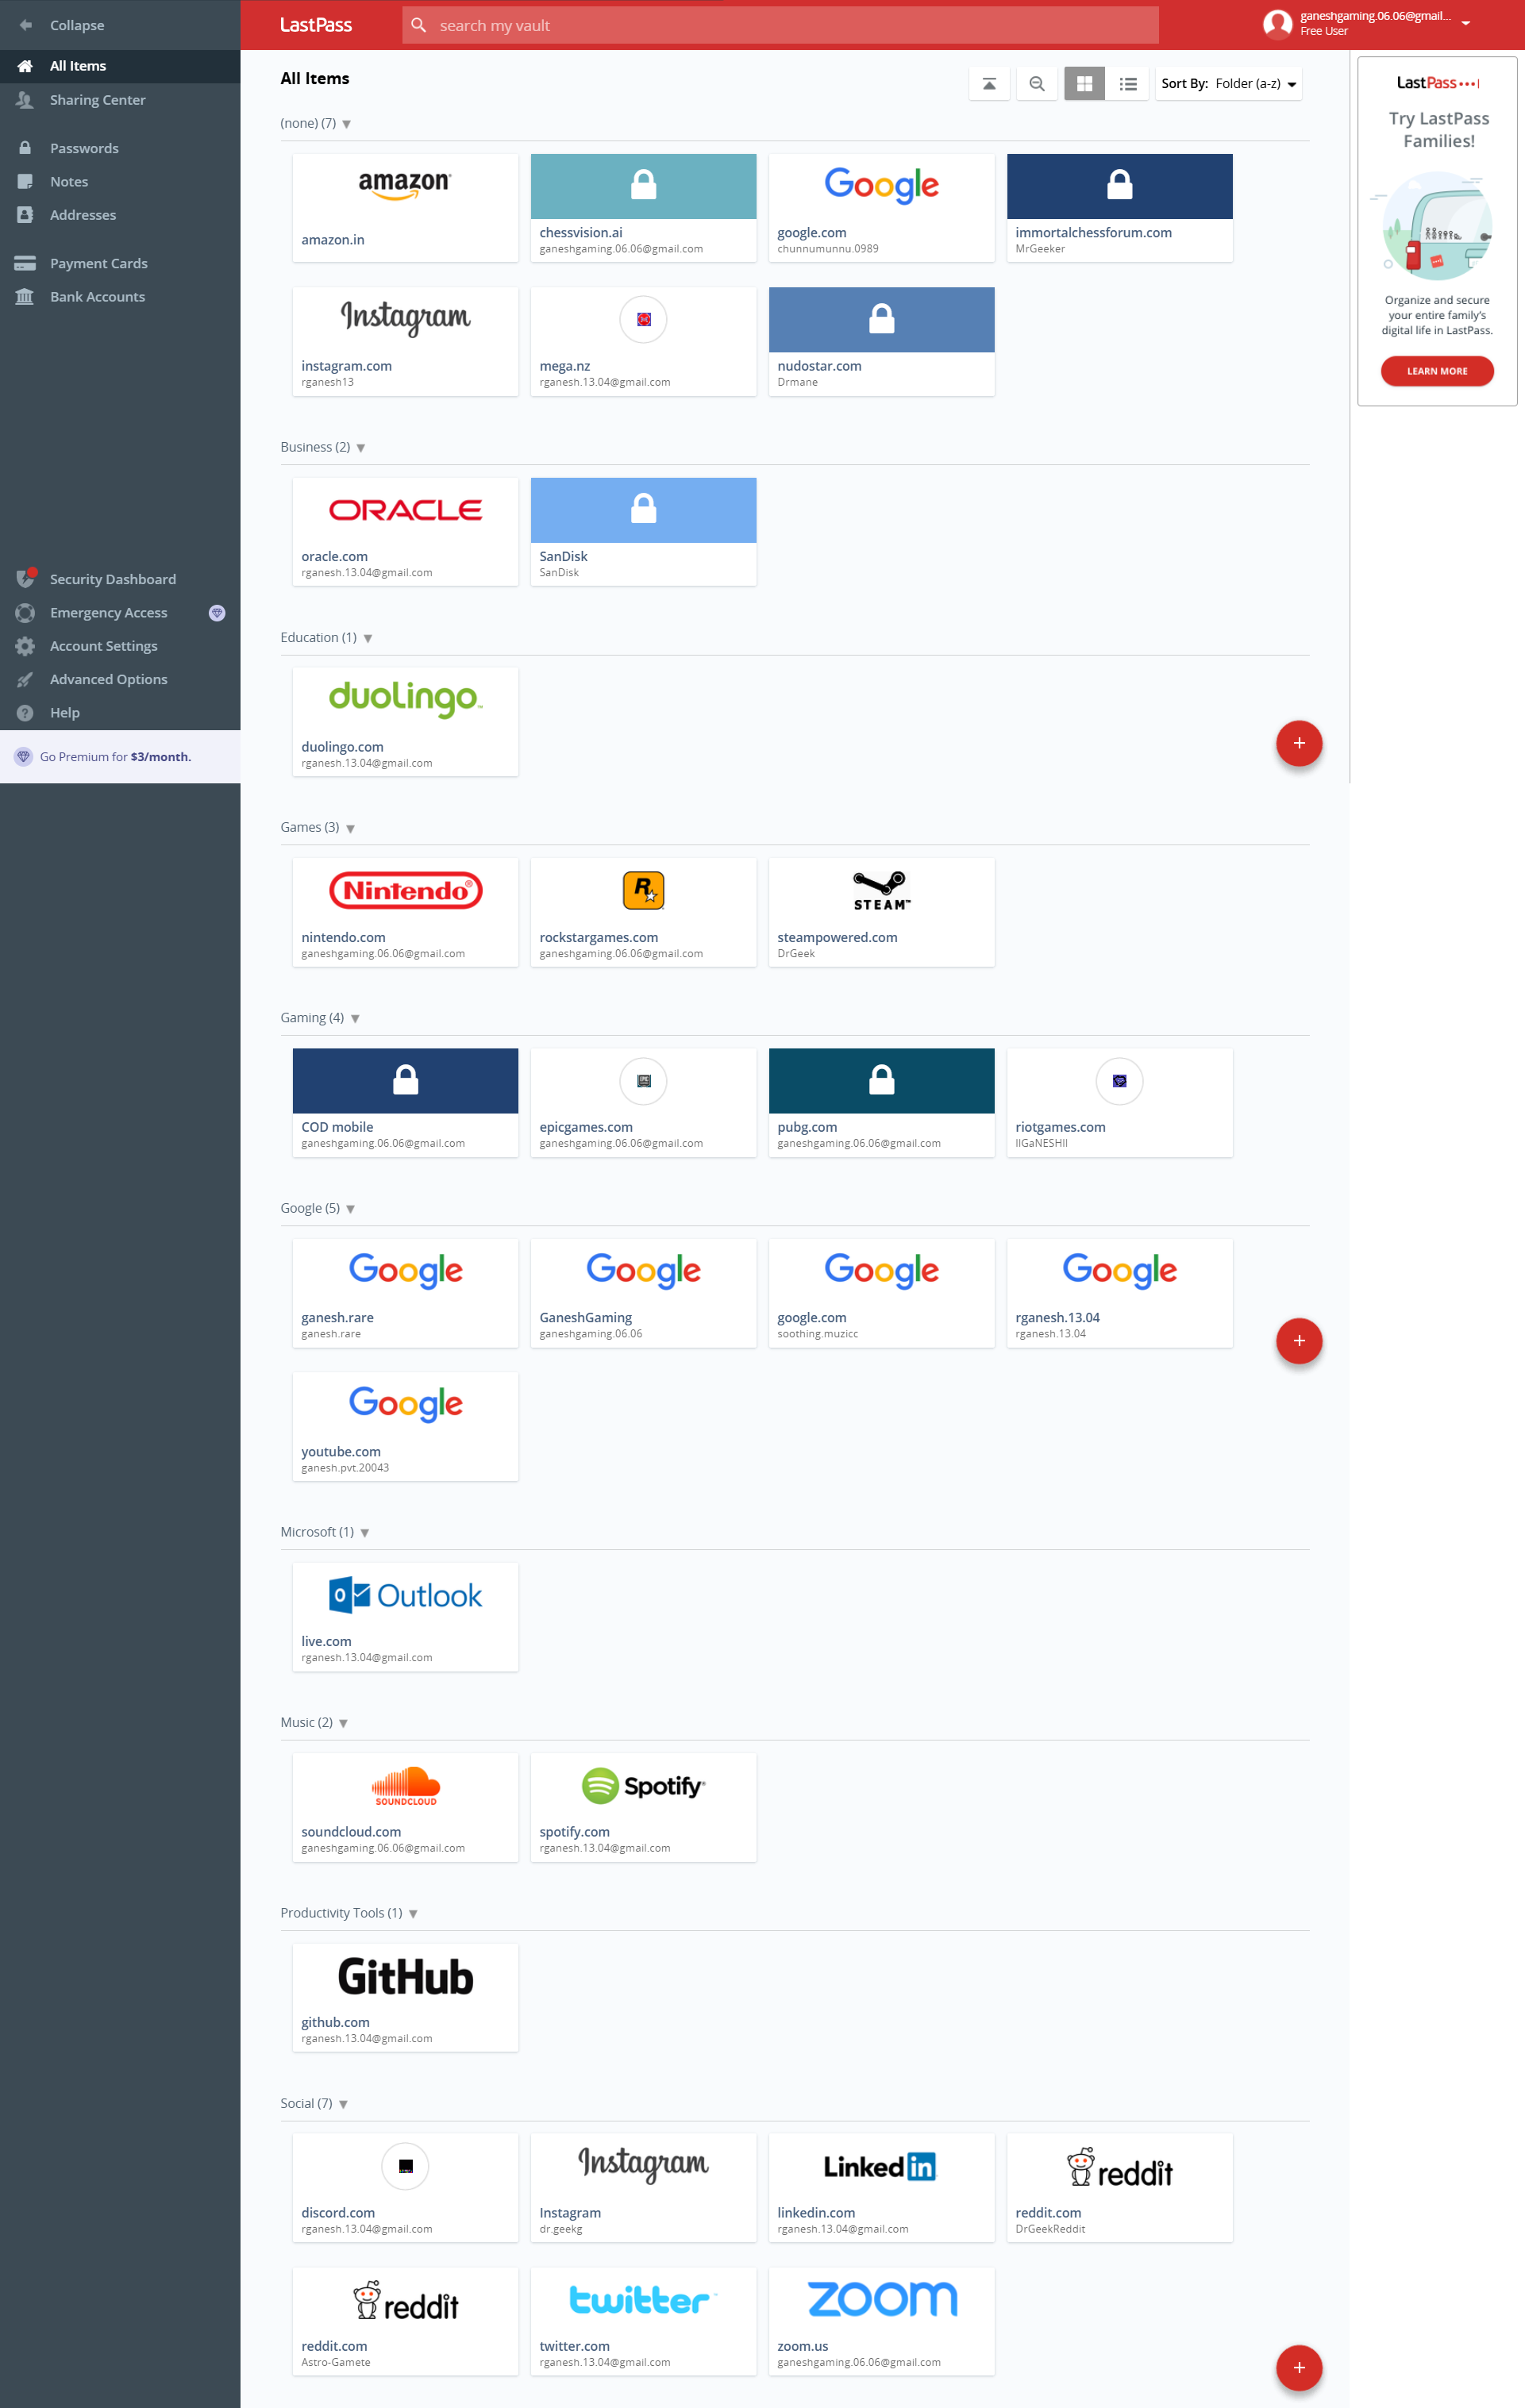 Collapse
All Items
Sharing Center
Passwords
Notes
Addresses
Payment Cards
Bank Accounts
Security Dashboard
Emergency Access
Account Settings
Advanced Options
Help
Go Premium for $3/month.
LastPass
search my vault
ganeshgaming.06.06@gmail...
Free User
All Items
Sort By: Folder (a-z)
(none) (7)
amazon
amazon.in
chessvision.ai
ganeshgaming.06.06@gmail.com
Google
google.com
chunnumunnu.0989
immortalchessforum.com
MrGeeker
Instagram
instagram.com
rganesh13
mega.nz
rganesh.13.04@gmail.com
nudostar.com
Drmane
Business (2)
ORACLE
oracle.com
rganesh.13.04@gmail.com
SanDisk
SanDisk
Education (1)
duolingo
duolingo.com
rganesh.13.04@gmail.com
Games (3)
Nintendo
nintendo.com
ganeshgaming.06.06@gmail.com
R
rockstargames.com
ganeshgaming.06.06@gmail.com
STEAM™
steampowered.com
DrGeek
Gaming (4)
COD mobile
ganeshgaming.06.06@gmail.com
epicgames.com
ganeshgaming.06.06@gmail.com
pubg.com
ganeshgaming.06.06@gmail.com
riotgames.com
IIGaNESHII
Google (5)
Google
ganesh.rare
ganesh.rare
Google
GaneshGaming
ganeshgaming.06.06
Google
google.com
soothing.muzicc
Google
rganesh.13.04
rganesh.13.04
Google
youtube.com
ganesh.pvt.20043
Microsoft (1)
Outlook
live.com
rganesh.13.04@gmail.com
Music (2)
SOUNDCLOUD
soundcloud.com
ganeshgaming.06.06@gmail.com
Spotify
spotify.com
rganesh.13.04@gmail.com
Productivity Tools (1)
GitHub
github.com
rganesh.13.04@gmail.com
Social (7)
discord.com
rganesh.13.04@gmail.com
Instagram
Instagram
dr.geekg
Linked in
linkedin.com
rganesh.13.04@gmail.com
reddit
reddit.com
DrGeekReddit
reddit
reddit.com
Astro-Gamete
twitter
twitter.com
rganesh.13.04@gmail.com
zoom
zoom.us
ganeshgaming.06.06@gmail.com
LastPass
Try LastPass
Families!
Organize and secure
your entire family's
digital life in LastPass.
LEARN MORE